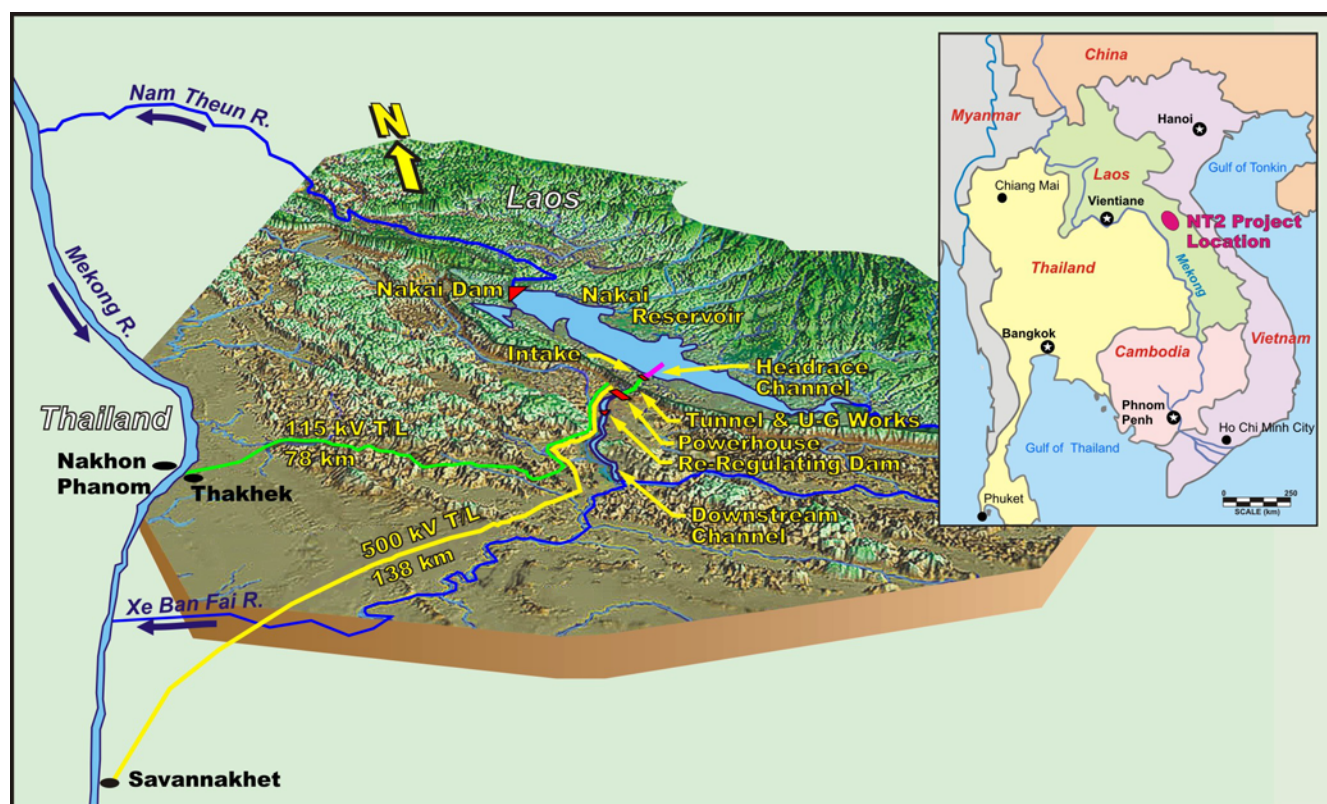 Nam Theun R.
N
Laos
Mekong R.
Nakai Dam
Nakai
Reservoir
Intake
Headrace
Channel
Thailand
115 kV T L
78 km
Tunnel & U-G Works
Powerhouse
Re-Regulating Dam
Nakhon
Phanom
Thakhek
Downstream
Channel
500 kV T L
138 km
Xe Ban Fai R.
Savannakhet
China
Myanmar
Hanoi
Gulf of Tonkin
Laos
Chiang Mai
Vientiane
NT2 Project
Location
Thailand
Mekong
Bangkok
Cambodia
Vietnam
Phnom
Penh
Ho Chi Minh City
Gulf of Thailand
Phuket
0 250
SCALE (km)